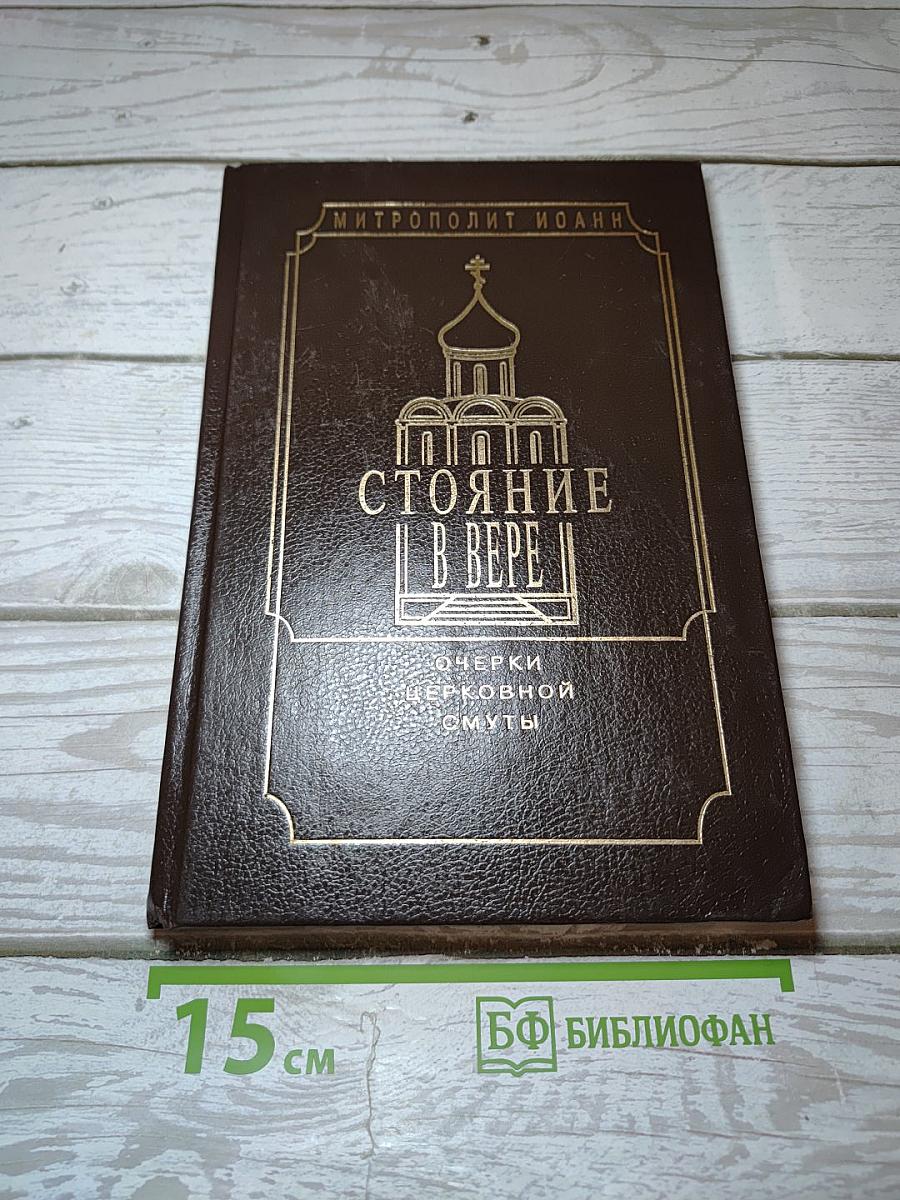 МИТРОПОЛИТ ИОАНН
СТОЯНИЕ
В ВЕРЕ
ОЧЕРКИ
ЦЕРКОВНОЙ
СМУТЫ
15 см
БФ БИБЛИОФАН